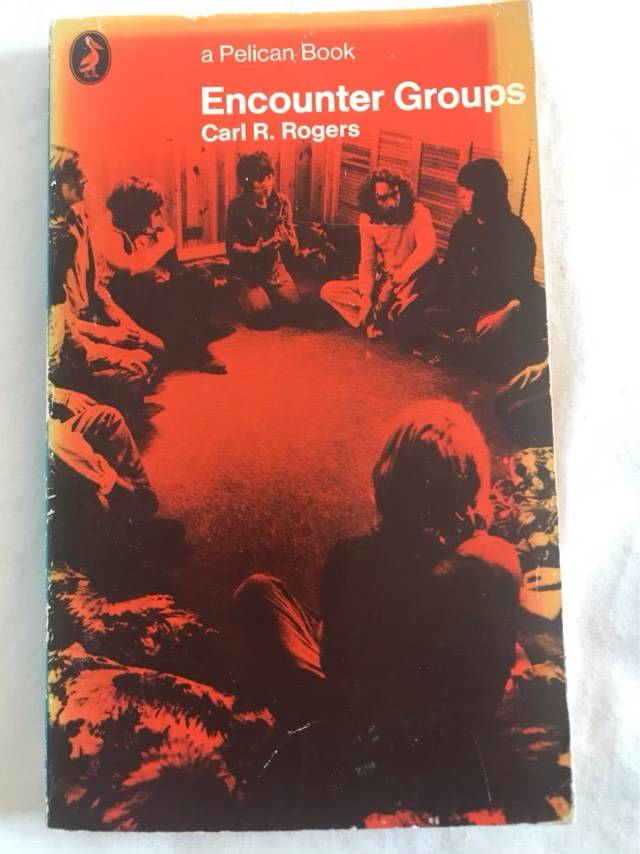 a Pelican Book
Encounter Groups
Carl R. Rogers